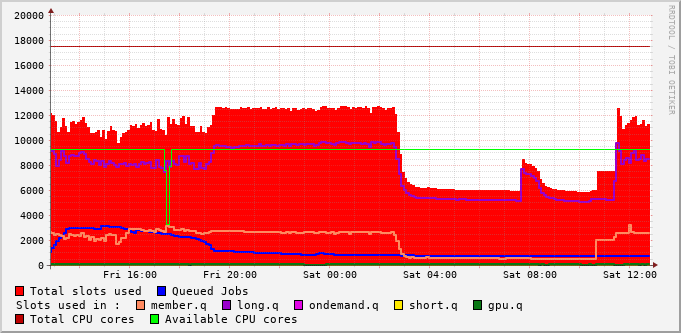 20000
18000
16000
14000
12000
10000
8000
6000
4000
2000
0
Fri 16:00 Fri 20:00 Sat 00:00 Sat 04:00 Sat 08:00 Sat 12:00
Total slots used Queued Jobs
Slots used in : member.q long.q ondemand.q short.q gpu.q
Total CPU cores Available CPU cores
RRDTOOL / TOBI OETIKER